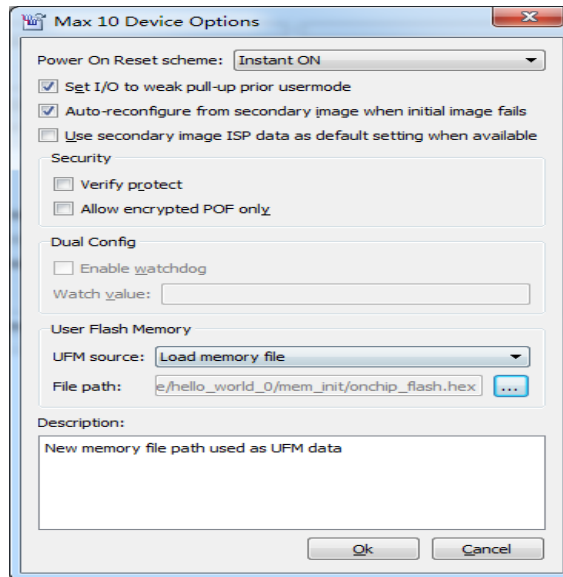 Max 10 Device Options
Power On Reset scheme: Instant ON
Set I/O to weak pull-up prior usermode
Auto-reconfigure from secondary image when initial image fails
Use secondary image ISP data as default setting when available
Security
Verify protect
Allow encrypted POF only
Dual Config
Enable watchdog
Watch value:
User Flash Memory
UFM source: Load memory file
File path: e/hello_world_0/mem_init/onchip_flash.hex ...
Description:
New memory file path used as UFM data
Ok Cancel